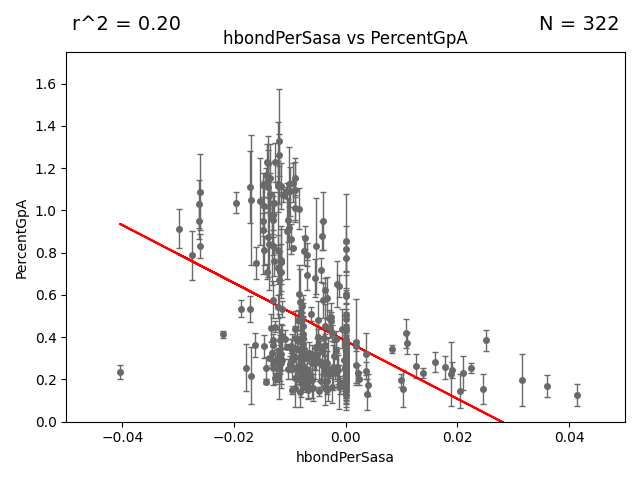 r^2 = 0.20
N = 322
hbondPerSasa vs PercentGpA
1.6
1.4
1.2
1.0
0.8
0.6
0.4
0.2
0.0
PercentGpA
−0.04
−0.02
0.00
0.02
0.04
hbondPerSasa